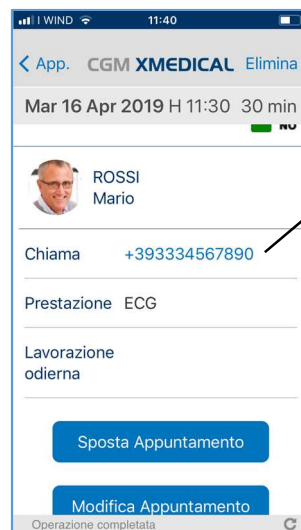 I WIND 11:40
App. CGM XMEDICAL Elimina
Mar 16 Apr 2019 H 11:30 30 min
NO
ROSSI
Mario
Chiama +393334567890
Prestazione ECG
Lavorazione
odierna
Sposta Appuntamento
Modifica Appuntamento
Operazione completata